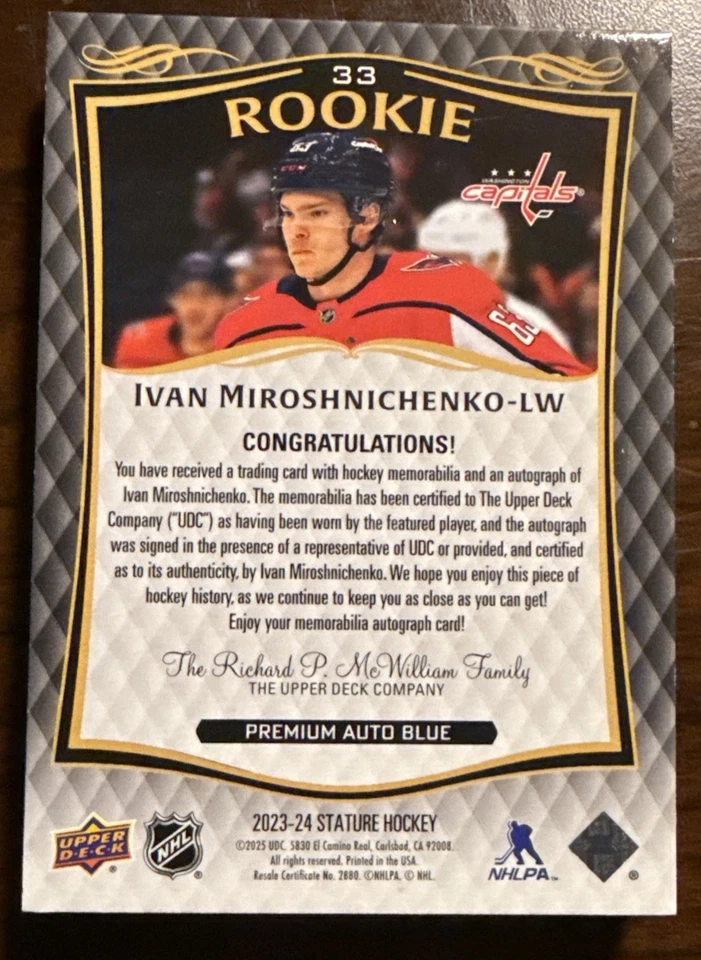 33
ROOKIE
WASHINGTON
capitals®
CCM
63
63
IVAN MIROSHNICHENKO-LW
CONGRATULATIONS!
You have received a trading card with hockey memorabilia and an autograph of
Ivan Miroshnichenko. The memorabilia has been certified to The Upper Deck
Company ("UDC") as having been worn by the featured player, and the autograph
was signed in the presence of a representative of UDC or provided, and certified
as to its authenticity, by Ivan Miroshnichenko. We hope you enjoy this piece of
hockey history, as we continue to keep you as close as you can get!
Enjoy your memorabilia autograph card!
The Richard P. McWilliam Family
THE UPPER DECK COMPANY
PREMIUM AUTO BLUE
UPPER
D·E·C·K
®
NHL
®
2023-24 STATURE HOCKEY
©2025 UDC. 5830 El Camino Real, Carlsbad, CA 92008.
All rights reserved. Printed in the USA.
Resale Certificate No. 2880. ©NHLPA. © NHL.
NHLPA
®